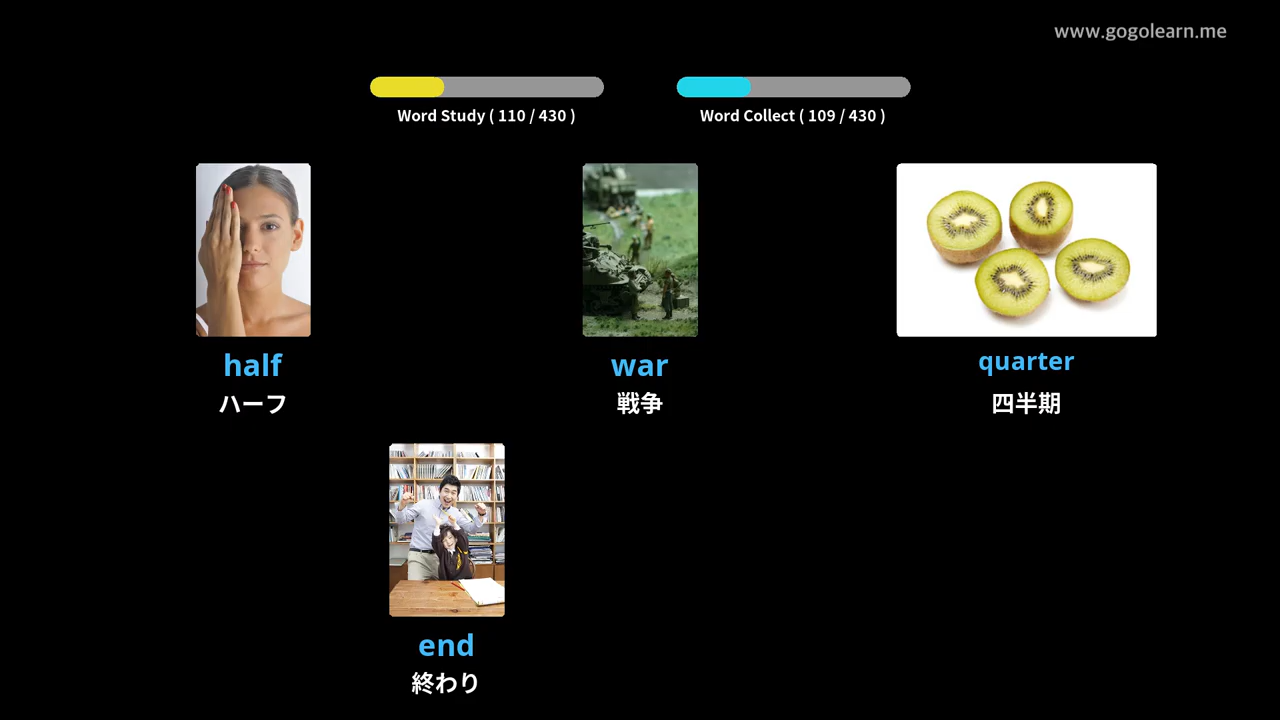 www.gogolearn.me
Word Study ( 110 / 430 )
Word Collect ( 109 / 430 )
half
ハーフ
war
戦争
quarter
四半期
end
終わり